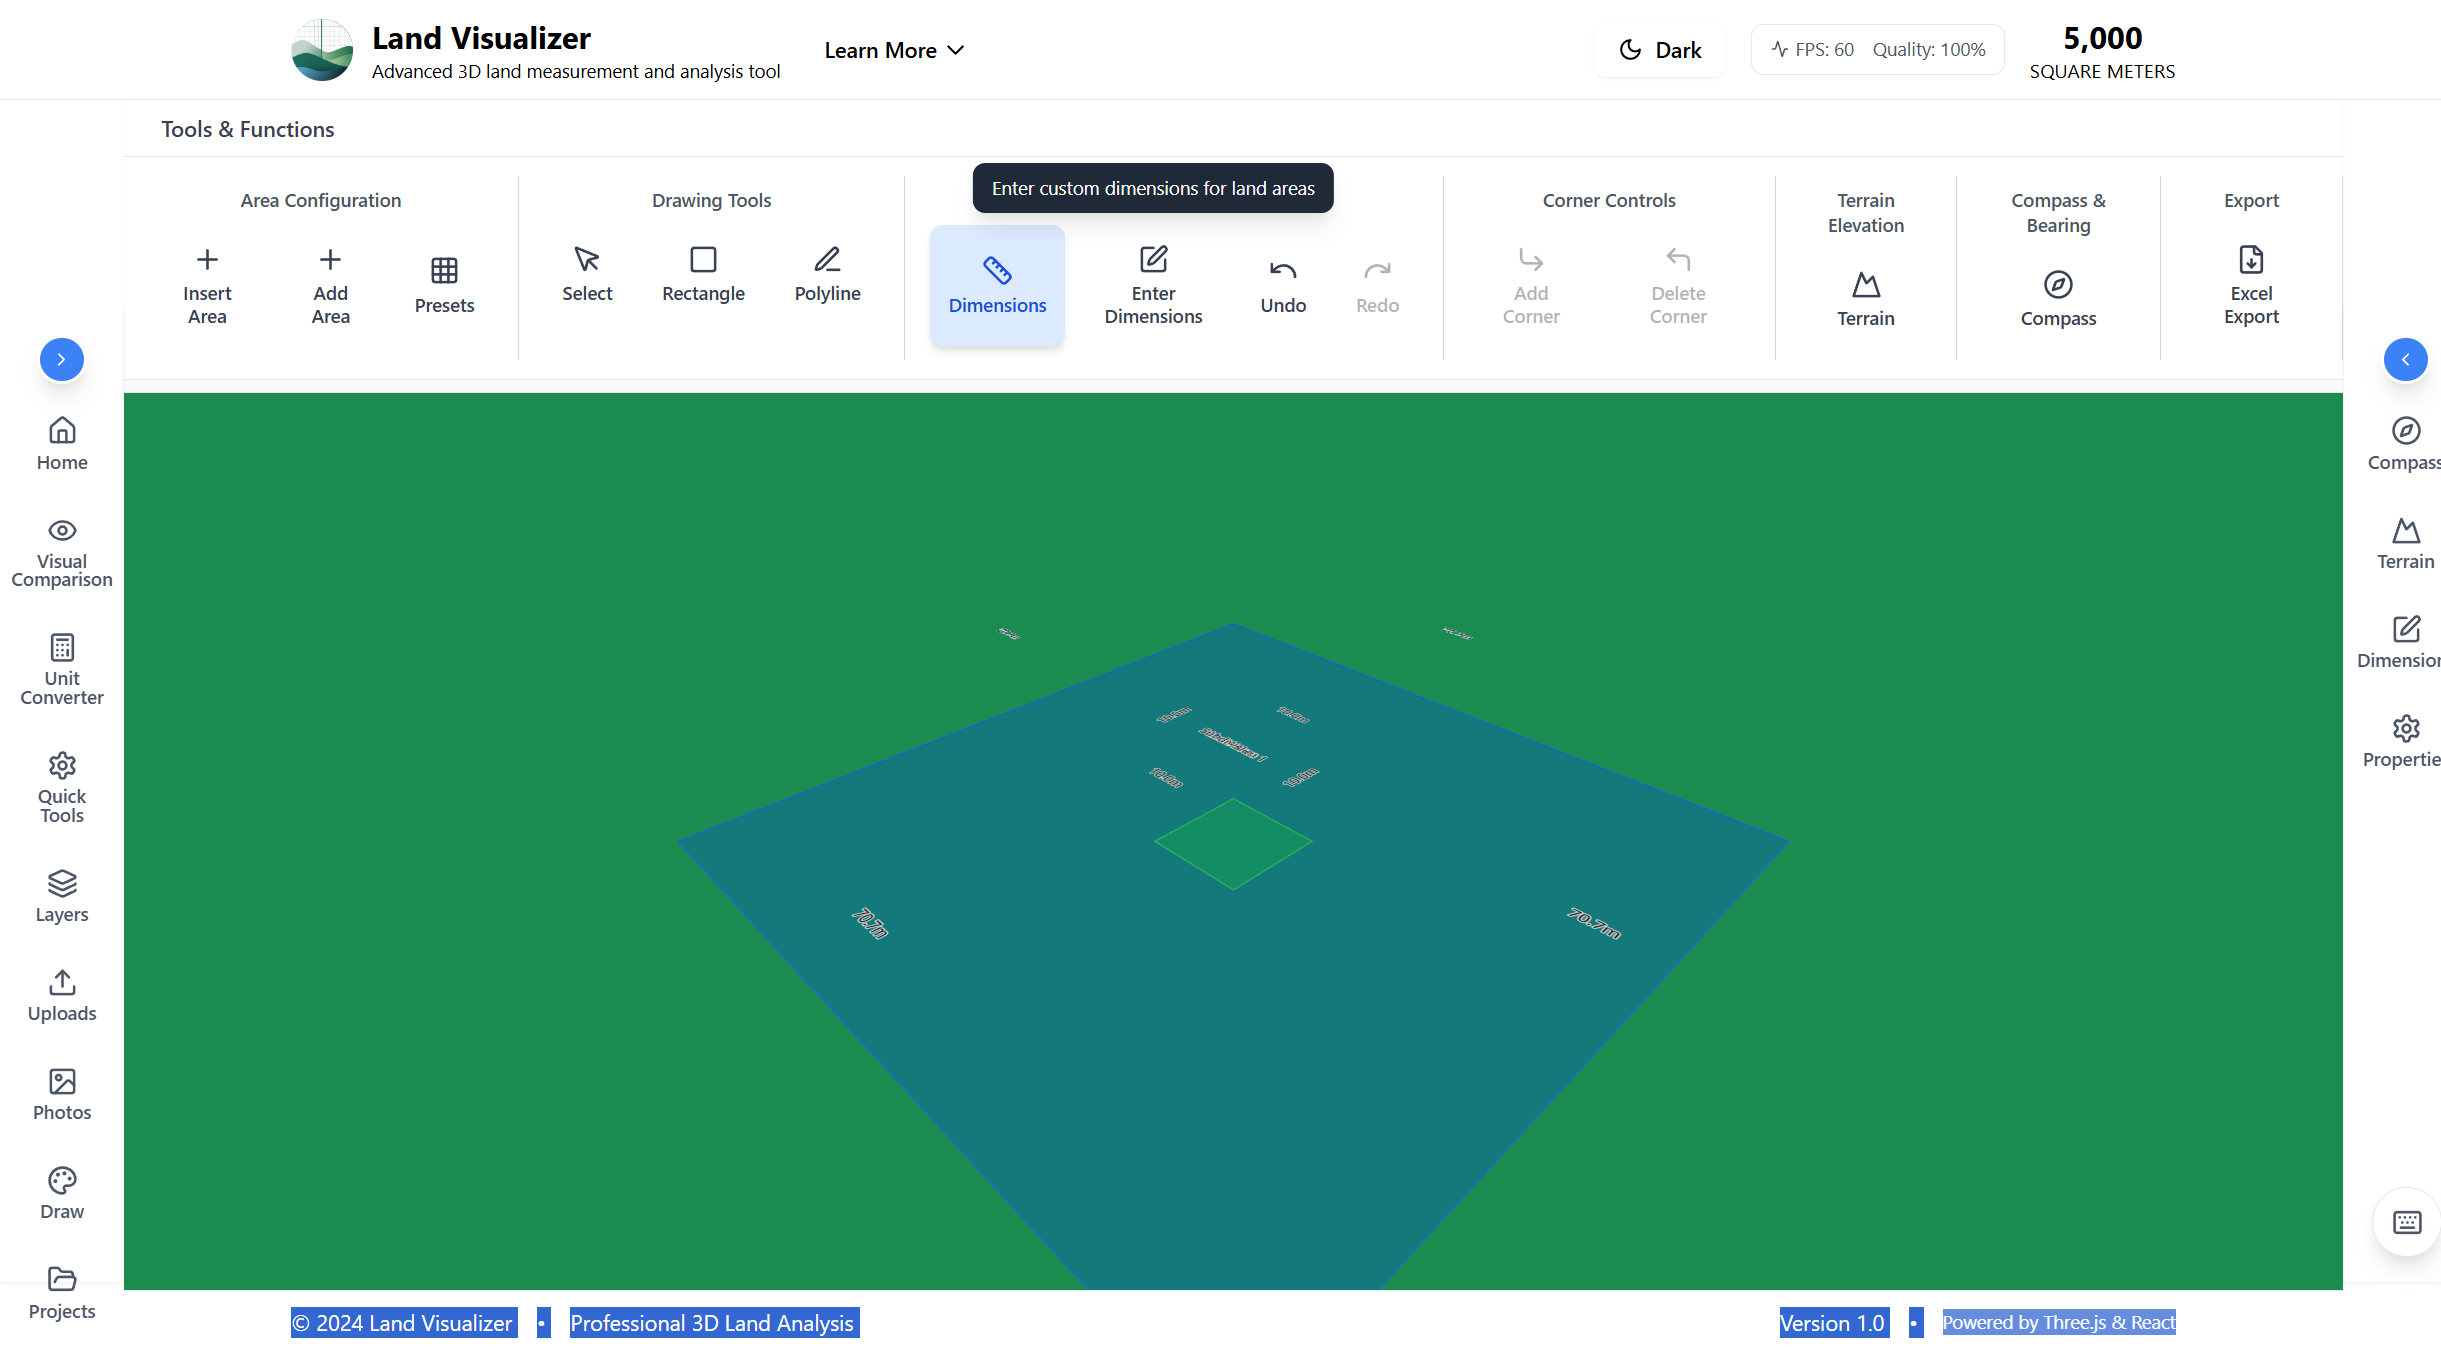 Land Visualizer
Advanced 3D land measurement and analysis tool
Learn More
Dark
FPS: 60 Quality: 100%
5,000
SQUARE METERS
Tools & Functions
Enter custom dimensions for land areas
Area Configuration
Insert
Area
Add
Area
Presets
Drawing Tools
Select
Rectangle
Polyline
Dimensions
Enter
Dimensions
Undo
Redo
Corner Controls
Add
Corner
Delete
Corner
Terrain
Elevation
Terrain
Compass &
Bearing
Compass
Export
Excel
Export
Home
Visual
Comparison
Unit
Converter
Quick
Tools
Layers
Uploads
Photos
Draw
Projects
Subdivision 1
70.7m
70.7m
Compass
Terrain
Dimension
Propertie
© 2024 Land Visualizer • Professional 3D Land Analysis
Version 1.0 • Powered by Three.js & React